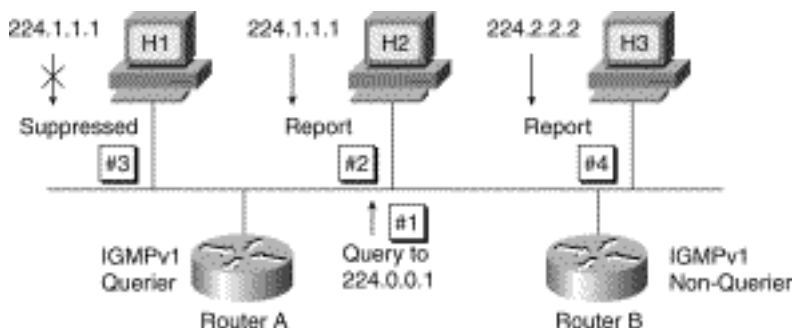 224.1.1.1
H1
224.1.1.1
H2
224.2.2.2
H3
Suppressed
Report
Report
#3
#2
#4
#1
IGMPv1
Querier
Query to
224.0.0.1
IGMPv1
Non-Querier
Router A
Router B